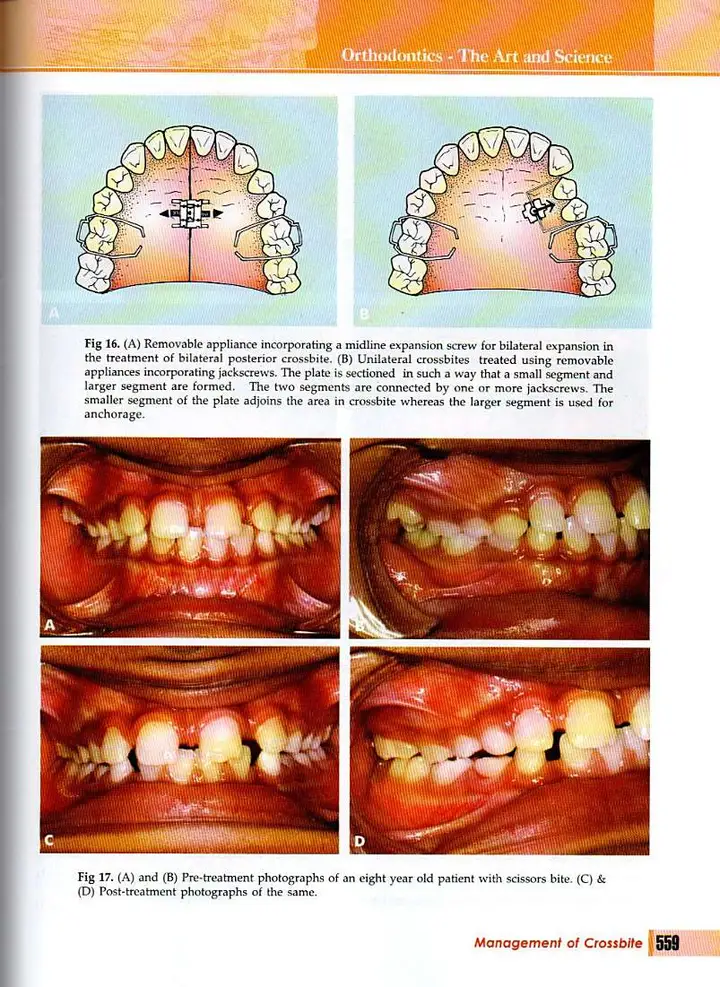 Orthodontics - The Art and Science
A
B
Fig 16. (A) Removable appliance incorporating a midline expansion screw for bilateral expansion in
the treatment of bilateral posterior crossbite. (B) Unilateral crossbites treated using removable
appliances incorporating jackscrews. The plate is sectioned in such a way that a small segment and
larger segment are formed. The two segments are connected by one or more jackscrews. The
smaller segment of the plate adjoins the area in crossbite whereas the larger segment is used for
anchorage.
A
B
C
D
Fig 17. (A) and (B) Pre-treatment photographs of an eight year old patient with scissors bite. (C) &
(D) Post-treatment photographs of the same.
Management of Crossbite 559